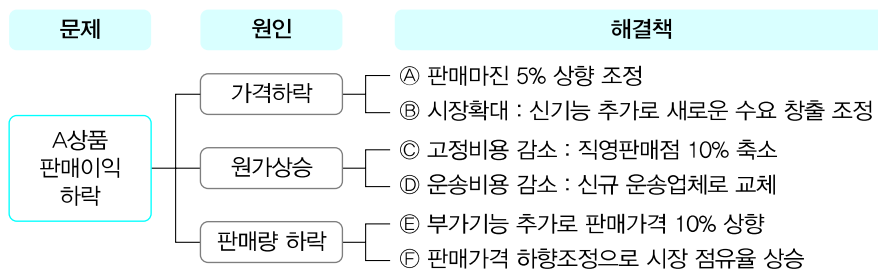 문제
원인
해결책
A상품
판매이익
하락
가격하락
Ⓐ 판매마진 5% 상향 조정
Ⓑ 시장확대 : 신기능 추가로 새로운 수요 창출 조정
원가상승
Ⓒ 고정비용 감소 : 직영판매점 10% 축소
Ⓓ 운송비용 감소 : 신규 운송업체로 교체
판매량 하락
Ⓔ 부가기능 추가로 판매가격 10% 상향
Ⓕ 판매가격 하향조정으로 시장 점유율 상승